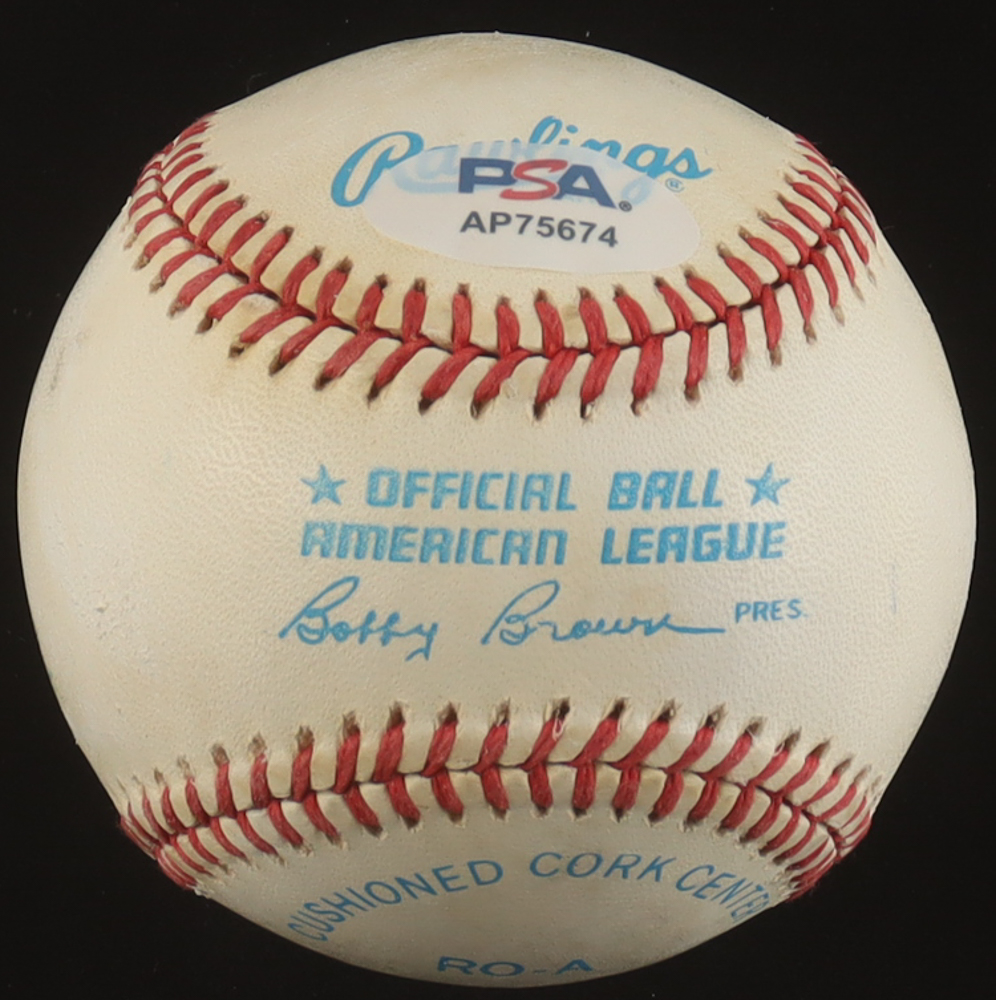 Rawlings ®
PSA®
AP75674
★ OFFICIAL BALL ★
AMERICAN LEAGUE
Bobby Brown PRES.
CUSHIONED CORK CENTER
RO-A